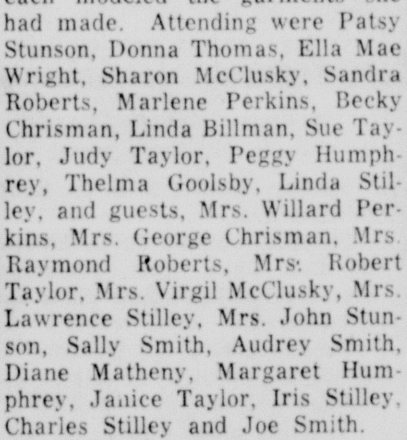 each modeled the garments she
had made. Attending were Patsy
Stunson, Donna Thomas, Ella Mae
Wright, Sharon McClusky, Sandra
Roberts, Marlene Perkins, Becky
Chrisman, Linda Billman, Sue Tay-
lor, Judy Taylor, Peggy Humph-
rey, Thelma Goolsby, Linda Stil-
ley, and guests, Mrs. Willard Per-
kins, Mrs. George Chrisman, Mrs.
Raymond Roberts, Mrs. Robert
Taylor, Mrs. Virgil McClusky, Mrs.
Lawrence Stilley, Mrs. John Stun-
son, Sally Smith, Audrey Smith,
Diane Matheny, Margaret Hum-
phrey, Janice Taylor, Iris Stilley,
Charles Stilley and Joe Smith.